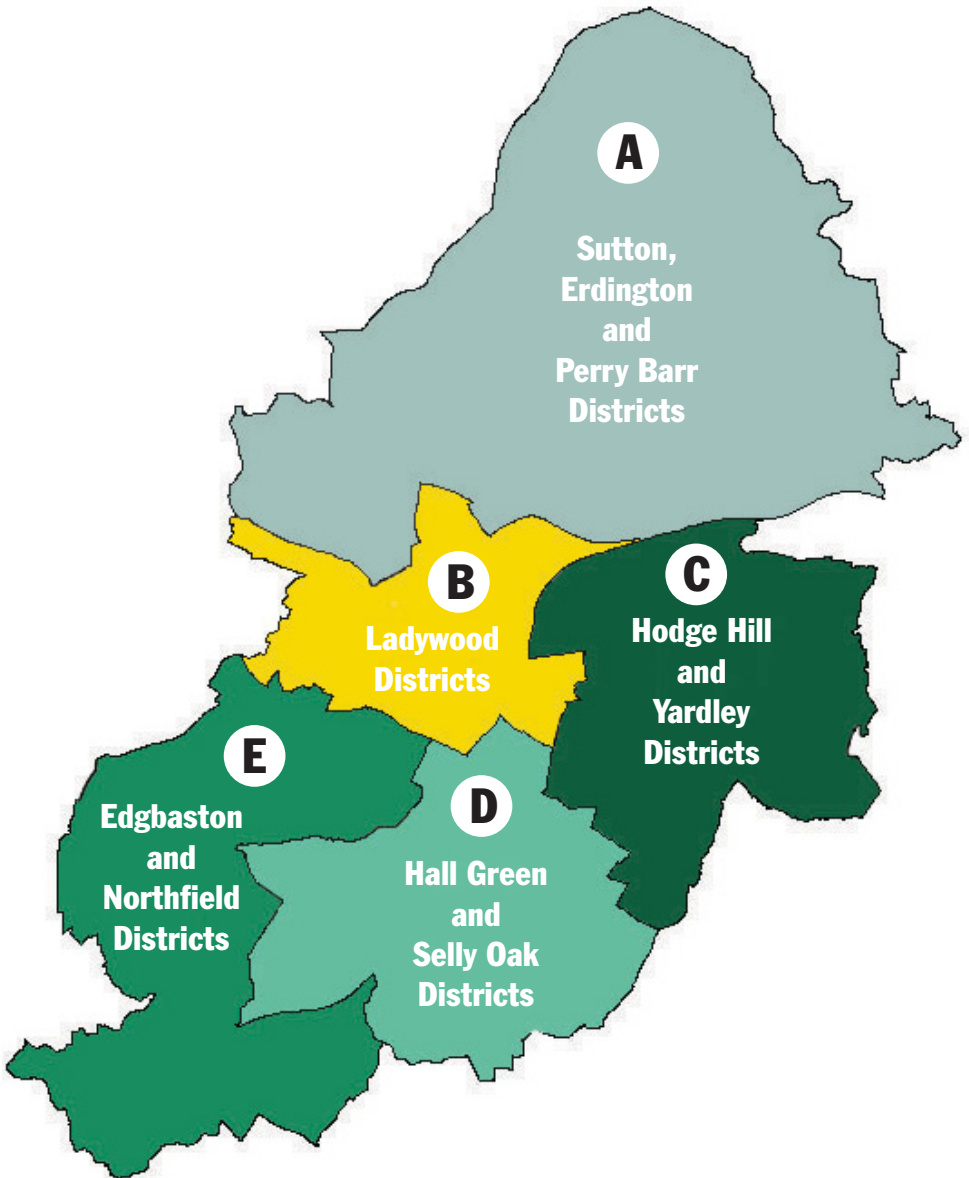 A
Sutton,
Erdington
and
Perry Barr
Districts
B
Ladywood
Districts
C
Hodge Hill
and
Yardley
Districts
D
Hall Green
and
Selly Oak
Districts
E
Edgbaston
and
Northfield
Districts